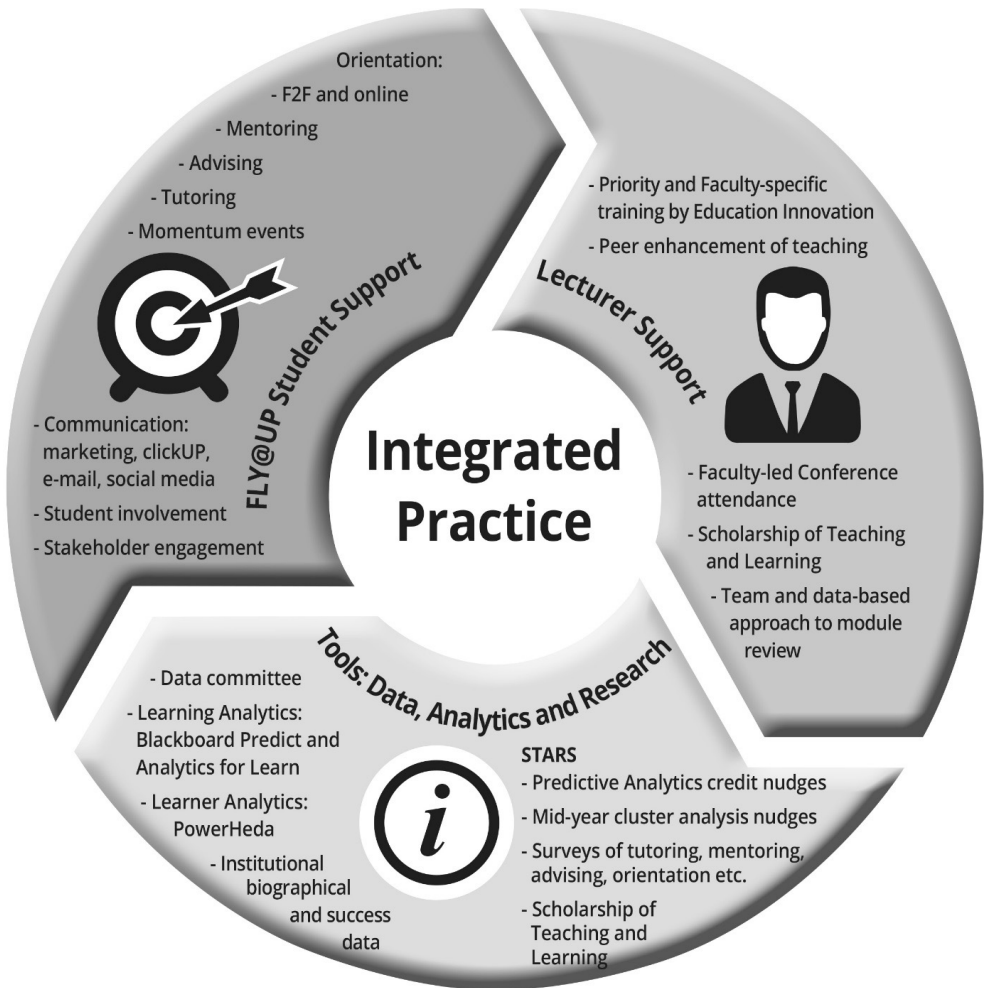 Orientation:
- F2F and online
- Mentoring
- Advising
- Tutoring
- Momentum events
FLY@UP Student Support
- Communication:
marketing, clickUP,
e-mail, social media
- Student involvement
- Stakeholder engagement
- Priority and Faculty-specific
training by Education Innovation
- Peer enhancement of teaching
Lecturer Support
- Faculty-led Conference
attendance
- Scholarship of Teaching
and Learning
- Team and data-based
approach to module
review
Integrated
Practice
Tools: Data, Analytics and Research
- Data committee
- Learning Analytics:
Blackboard Predict and
Analytics for Learn
- Learner Analytics:
PowerHeda
- Institutional
biographical
and success
data
i
STARS
- Predictive Analytics credit nudges
- Mid-year cluster analysis nudges
- Surveys of tutoring, mentoring,
advising, orientation etc.
- Scholarship of
Teaching and
Learning